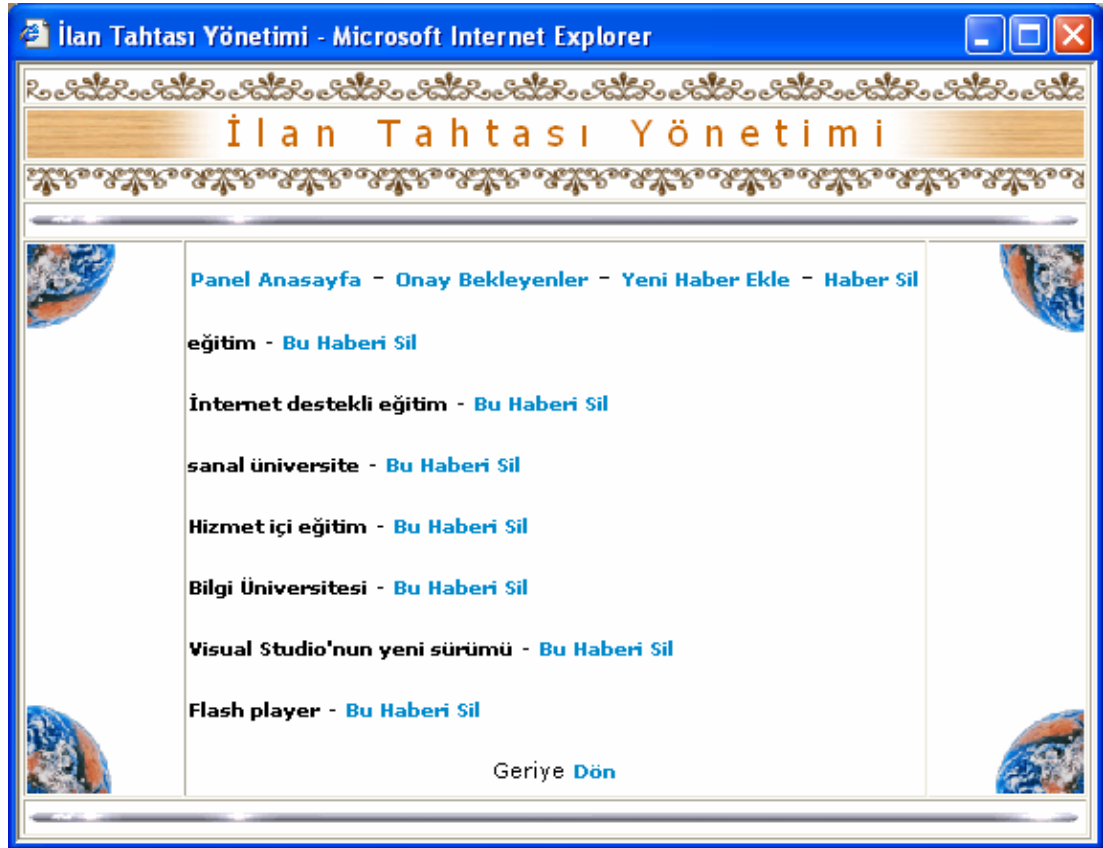 İlan Tahtası Yönetimi - Microsoft Internet Explorer
İlan Tahtası Yönetimi
Panel Anasayfa - Onay Bekleyenler - Yeni Haber Ekle - Haber Sil
eğitim - Bu Haberi Sil
İnternet destekli eğitim - Bu Haberi Sil
sanal üniversite - Bu Haberi Sil
Hizmet içi eğitim - Bu Haberi Sil
Bilgi Üniversitesi - Bu Haberi Sil
Visual Studio'nun yeni sürümü - Bu Haberi Sil
Flash player - Bu Haberi Sil
Geriye Dön